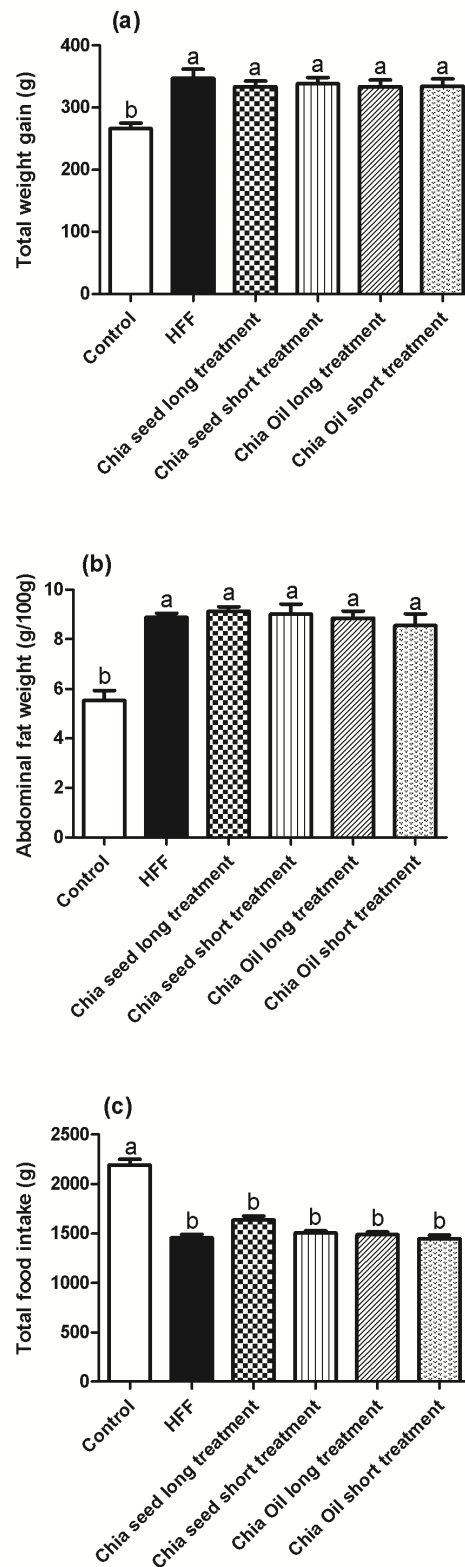 (a)
Total weight gain (g)
400
300
200
100
0
b
a
a
a
a
a
Control
HFF
Chia seed long treatment
Chia seed short treatment
Chia Oil long treatment
Chia Oil short treatment
(b)
Abdominal fat weight (g/100g)
10
8
6
4
2
0
b
a
a
a
a
a
Control
HFF
Chia seed long treatment
Chia seed short treatment
Chia Oil long treatment
Chia Oil short treatment
(c)
Total food intake (g)
2500
2000
1500
1000
500
0
a
b
b
b
b
b
Control
HFF
Chia seed long treatment
Chia seed short treatment
Chia Oil long treatment
Chia Oil short treatment